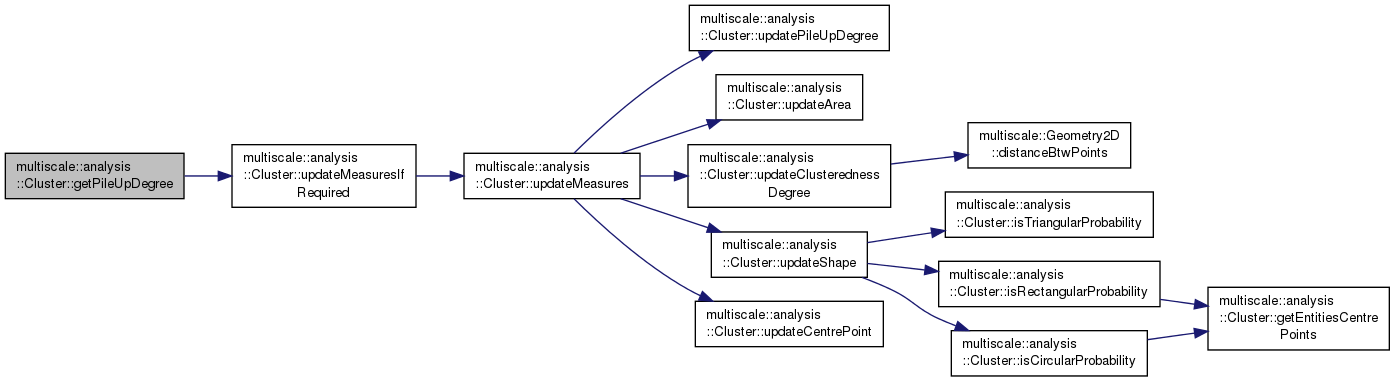 multiscale::analysis
::Cluster::getPileUpDegree
multiscale::analysis
::Cluster::updateMeasuresIf
Required
multiscale::analysis
::Cluster::updateMeasures
multiscale::analysis
::Cluster::updatePileUpDegree
multiscale::analysis
::Cluster::updateArea
multiscale::analysis
::Cluster::updateClusteredness
Degree
multiscale::analysis
::Cluster::updateShape
multiscale::analysis
::Cluster::updateCentrePoint
multiscale::Geometry2D
::distanceBtwPoints
multiscale::analysis
::Cluster::isTriangularProbability
multiscale::analysis
::Cluster::isRectangularProbability
multiscale::analysis
::Cluster::isCircularProbability
multiscale::analysis
::Cluster::getEntitiesCentre
Points